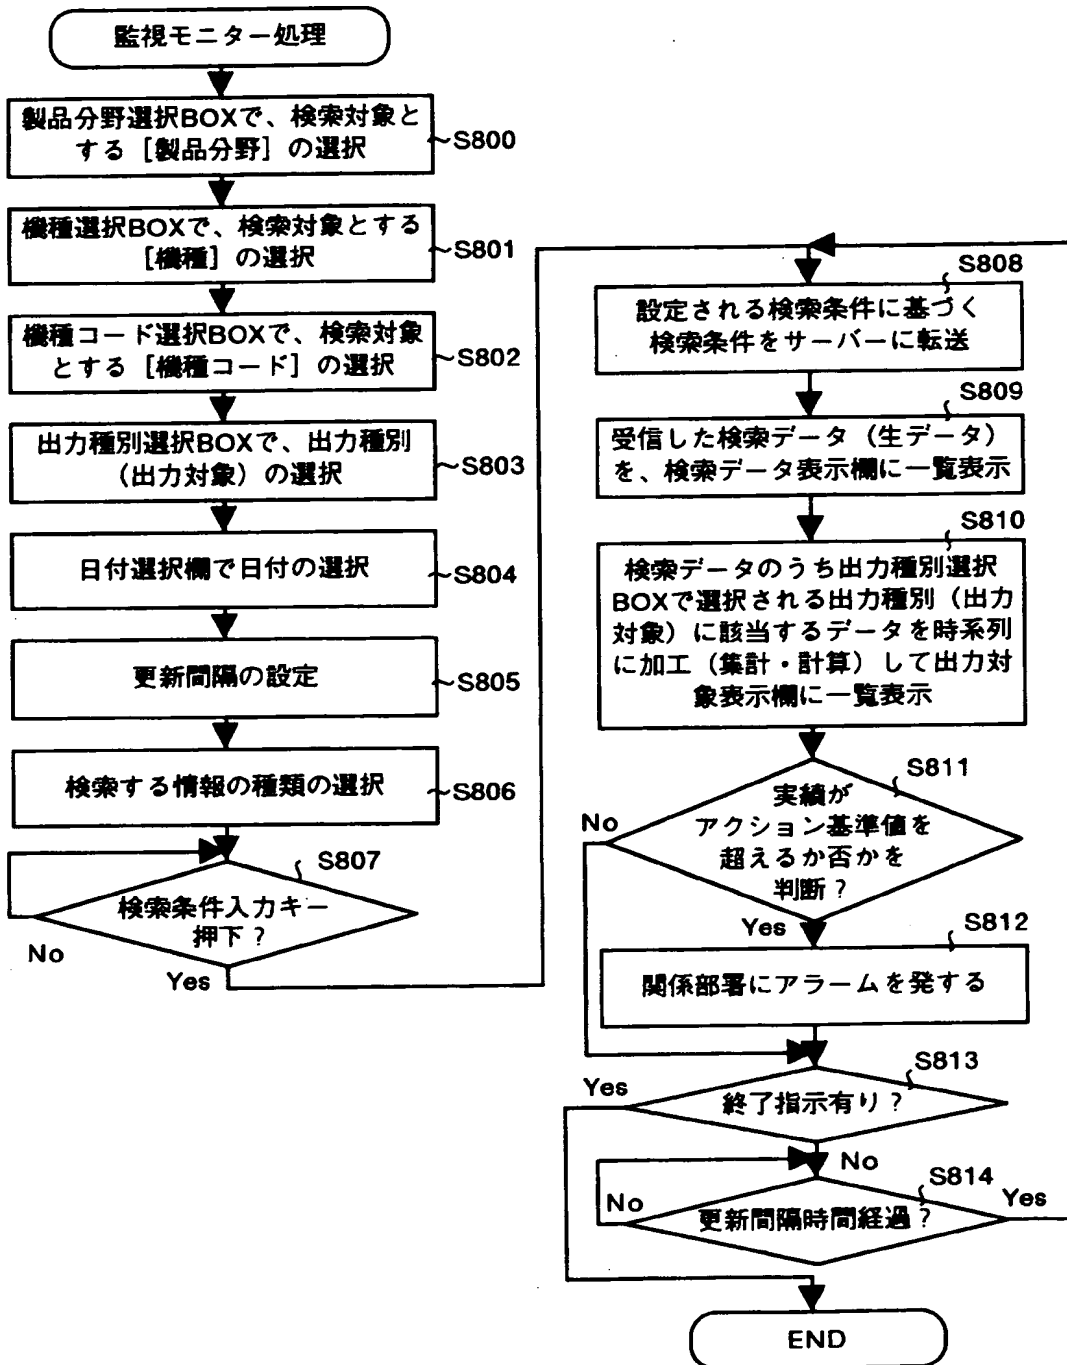 監視モニター処理
製品分野選択BOXで、検索対象と
する［製品分野］の選択
S800
機種選択BOXで、検索対象とする
［機種］の選択
S801
機種コード選択BOXで、検索対象
とする［機種コード］の選択
S802
出力種別選択BOXで、出力種別
（出力対象）の選択
S803
日付選択欄で日付の選択
S804
更新間隔の設定
S805
検索する情報の種類の選択
S806
S807
検索条件入力キー
押下？
No
Yes
S808
設定される検索条件に基づく
検索条件をサーバーに転送
S809
受信した検索データ（生データ）
を、検索データ表示欄に一覧表示
S810
検索データのうち出力種別選択
BOXで選択される出力種別（出力
対象）に該当するデータを時系列
に加工（集計・計算）して出力対
象表示欄に一覧表示
S811
実績が
アクション基準値を
超えるか否かを
判断？
No
Yes
S812
関係部署にアラームを発する
S813
終了指示有り？
Yes
No
S814
更新間隔時間経過？
No
Yes
END